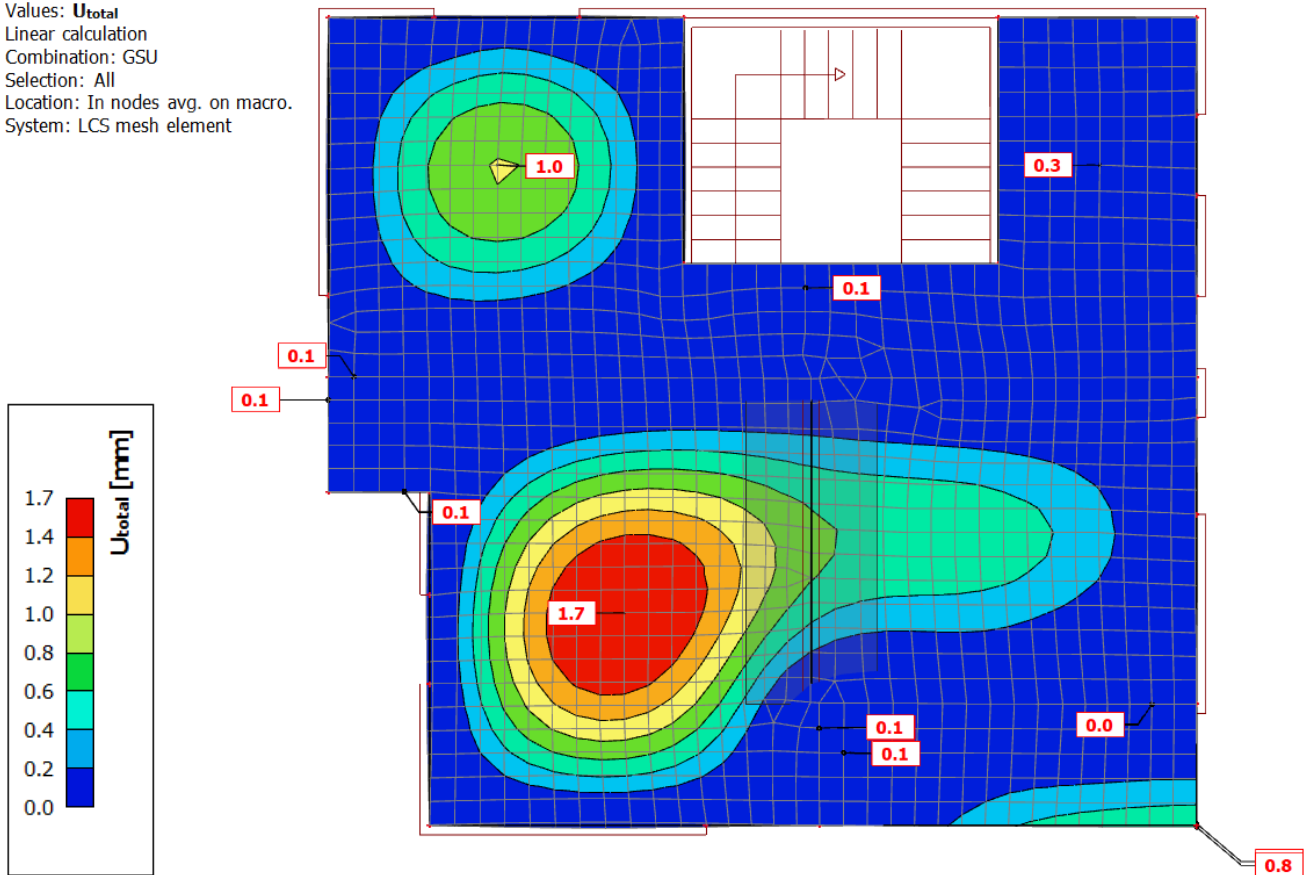 Values: Utotal
Linear calculation
Combination: GSU
Selection: All
Location: In nodes avg. on macro.
System: LCS mesh element
1.0
0.3
0.1
0.1
0.1
0.1
1.7
0.1
0.1
0.0
0.8
Utotal [mm]
1.7
1.4
1.2
1.0
0.8
0.6
0.4
0.2
0.0